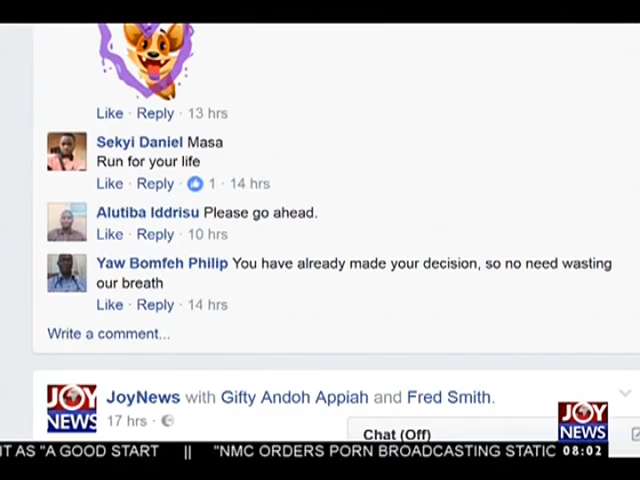 Like · Reply · 13 hrs
Sekyi Daniel Masa
Run for your life
Like · Reply · 1 · 14 hrs
Alutiba Iddrisu Please go ahead.
Like · Reply · 10 hrs
Yaw Bomfeh Philip You have already made your decision, so no need wasting
our breath
Like · Reply · 14 hrs
Write a comment...
JOY
NEWS
JoyNews with Gifty Andoh Appiah and Fred Smith.
17 hrs ·
Chat (Off)
JOY
NEWS
IT AS "A GOOD START || "NMC ORDERS PORN BROADCASTING STATIC
08:02